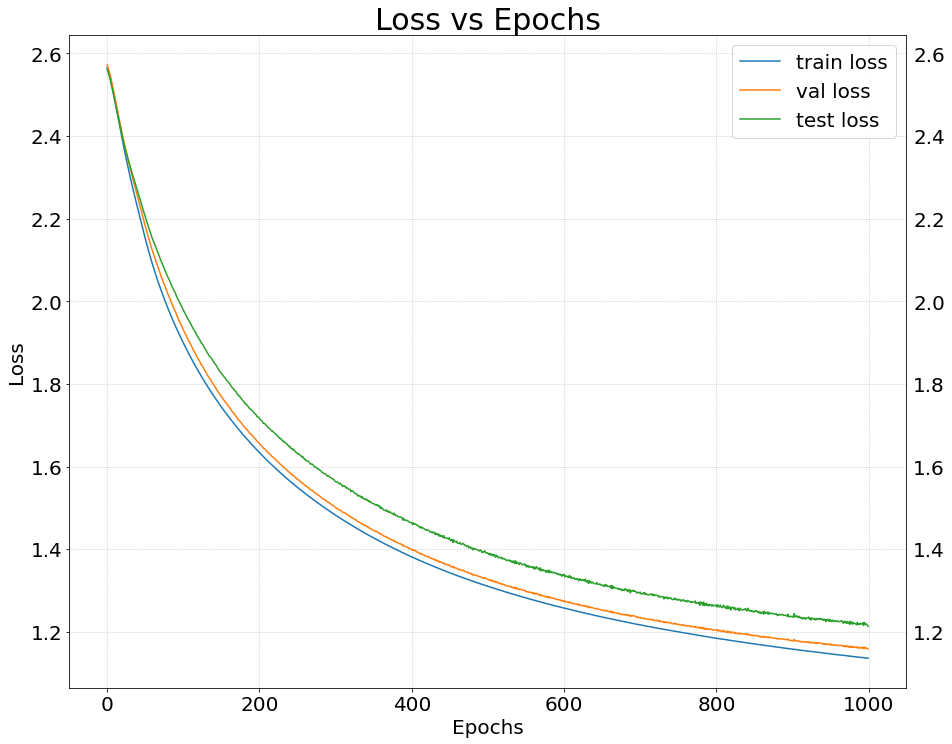 Loss vs Epochs
train loss
val loss
test loss
2.6 2.6
2.4 2.4
2.2 2.2
2.0 2.0
1.8 1.8
1.6 1.6
1.4 1.4
1.2 1.2
Loss
0 200 400 600 800 1000
Epochs